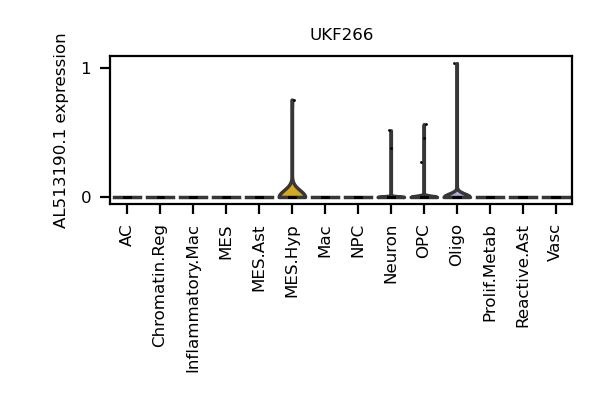 UKF266
AL513190.1 expression
1
0
AC
Chromatin.Reg
Inflammatory.Mac
MES
MES.Ast
MES.Hyp
Mac
NPC
Neuron
OPC
Oligo
Prolif.Metab
Reactive.Ast
Vasc